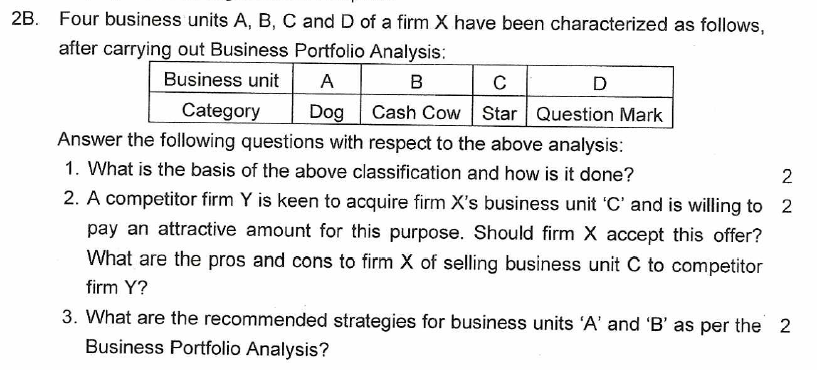 2B. Four business units A, B, C and D of a firm X have been characterized as follows,
after carrying out Business Portfolio Analysis:
Business unit A B C D
Category Dog Cash Cow Star Question Mark
Answer the following questions with respect to the above analysis:
1. What is the basis of the above classification and how is it done? 2
2. A competitor firm Y is keen to acquire firm X's business unit 'C' and is willing to 2
pay an attractive amount for this purpose. Should firm X accept this offer?
What are the pros and cons to firm X of selling business unit C to competitor
firm Y?
3. What are the recommended strategies for business units 'A' and 'B' as per the 2
Business Portfolio Analysis?